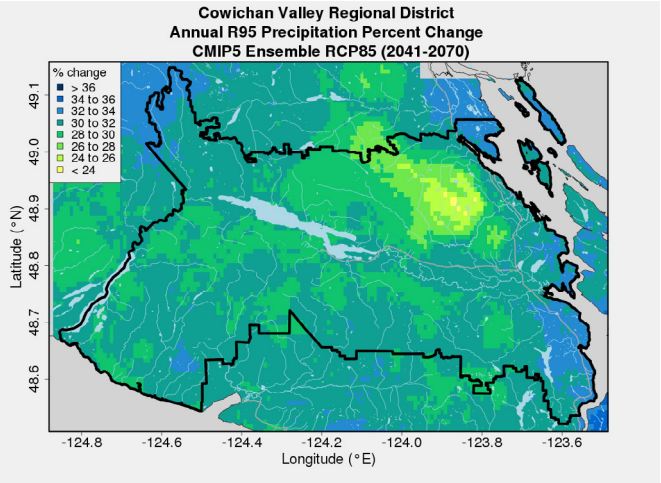 Cowichan Valley Regional District
Annual R95 Precipitation Percent Change
CMIP5 Ensemble RCP85 (2041-2070)
% change
> 36
34 to 36
32 to 34
30 to 32
28 to 30
26 to 28
24 to 26
< 24
Latitude (°N)
49.1
49.0
48.9
48.8
48.7
48.6
-124.8
-124.6
-124.4
-124.2
-124.0
-123.8
-123.6
Longitude (°E)